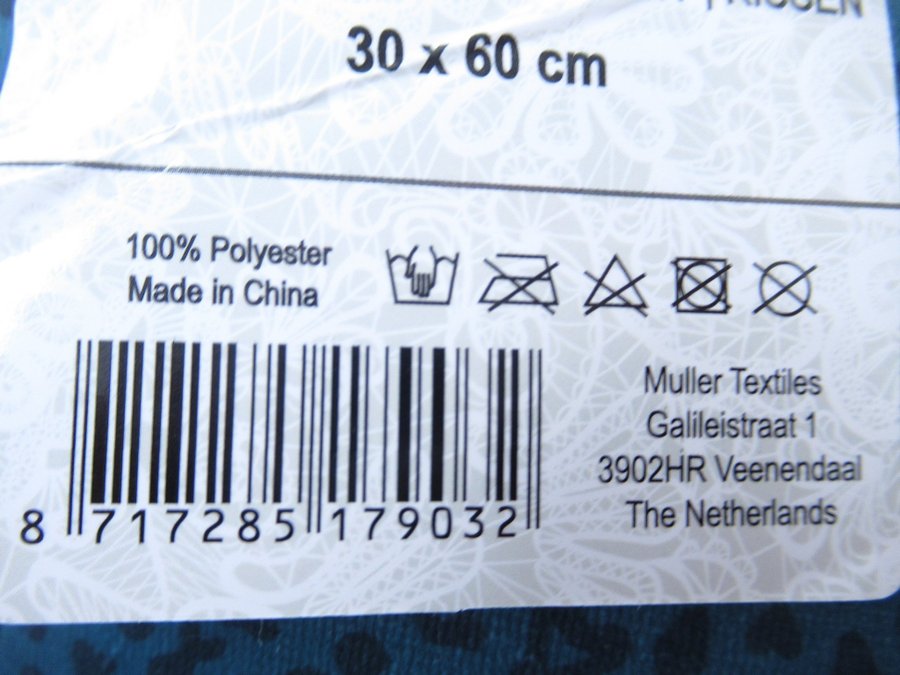 30 x 60 cm
100% Polyester
Made in China
8 717285 179032
Muller Textiles
Galileistraat 1
3902HR Veenendaal
The Netherlands